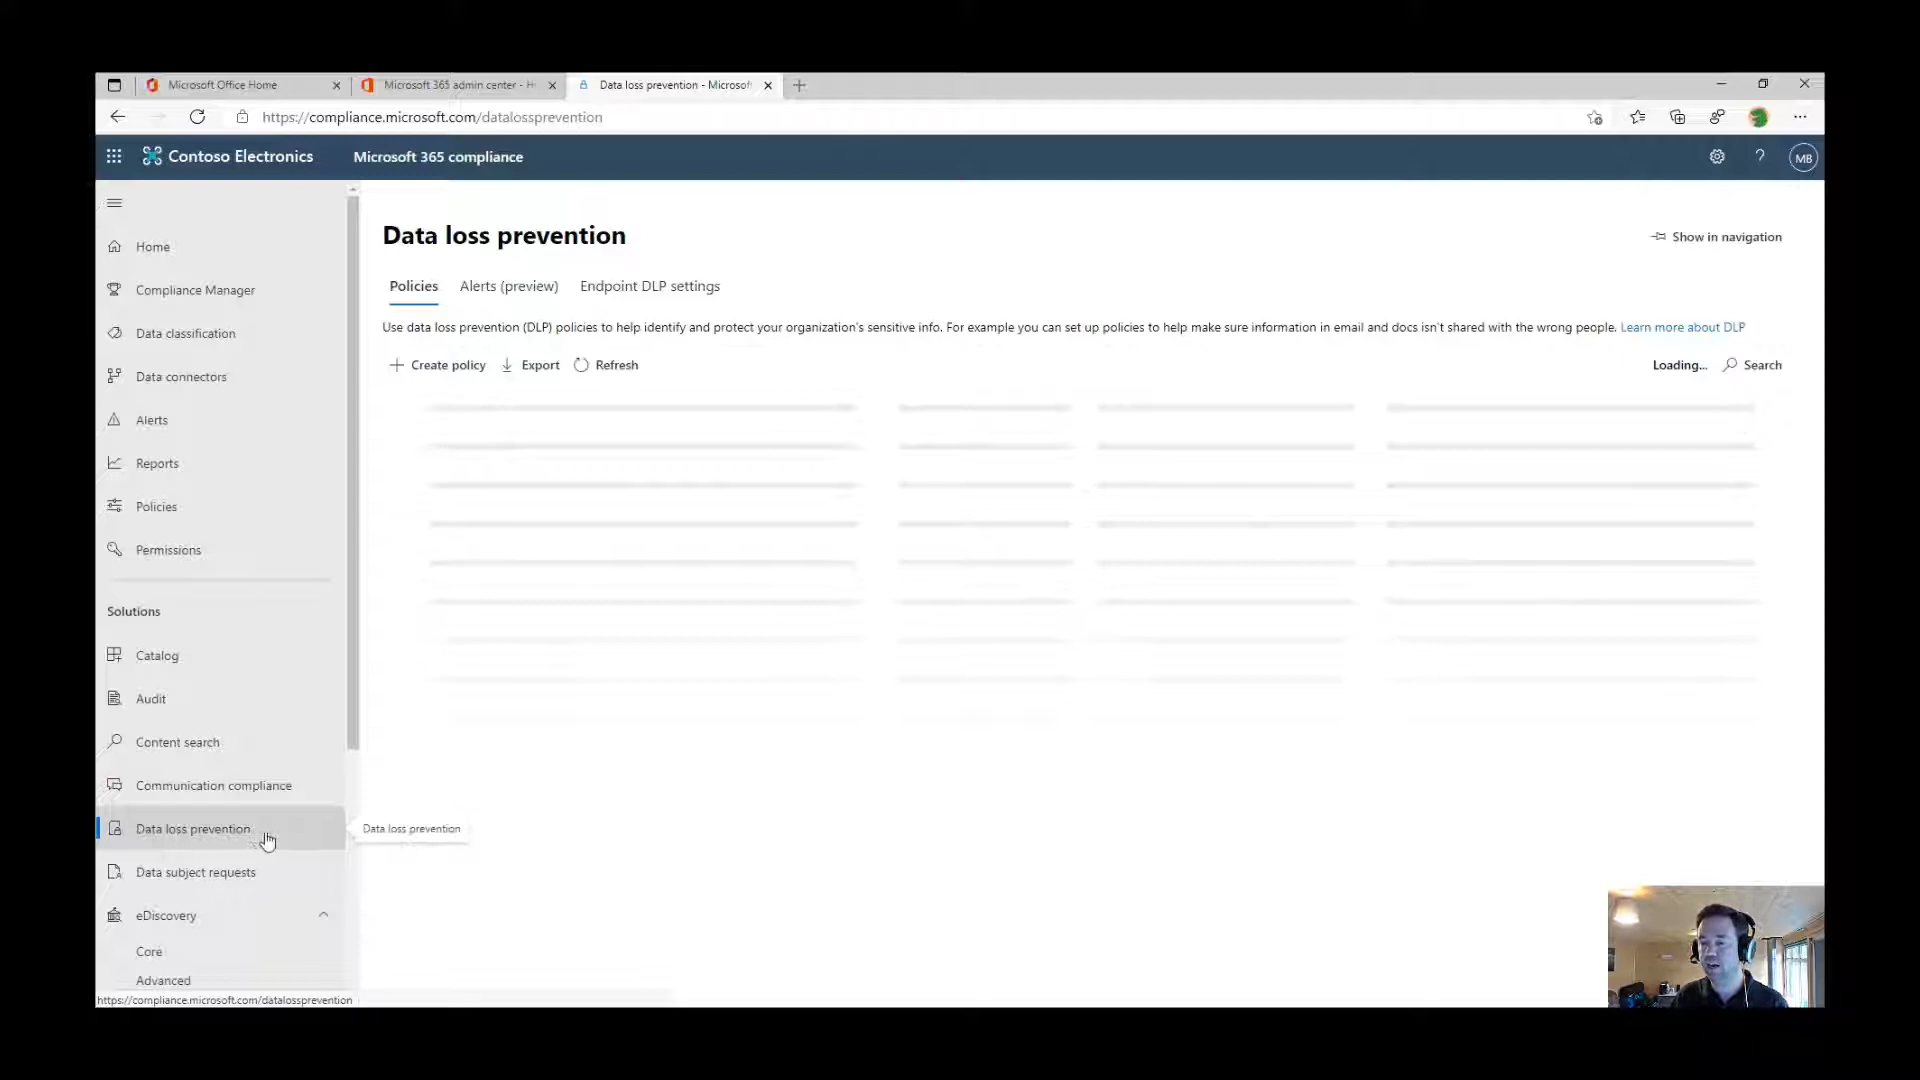 Microsoft Office Home
Microsoft 365 admin center - H
Data loss prevention - Microsof
https://compliance.microsoft.com/datalossprevention
Contoso Electronics
Microsoft 365 compliance
MB
Home
Compliance Manager
Data classification
Data connectors
Alerts
Reports
Policies
Permissions
Solutions
Catalog
Audit
Content search
Communication compliance
Data loss prevention
Data loss prevention
Data subject requests
eDiscovery
Core
Advanced
https://compliance.microsoft.com/datalossprevention
Data loss prevention
Show in navigation
Policies
Alerts (preview)
Endpoint DLP settings
Use data loss prevention (DLP) policies to help identify and protect your organization's sensitive info. For example you can set up policies to help make sure information in email and docs isn't shared with the wrong people. Learn more about DLP
Create policy
Export
Refresh
Loading...
Search